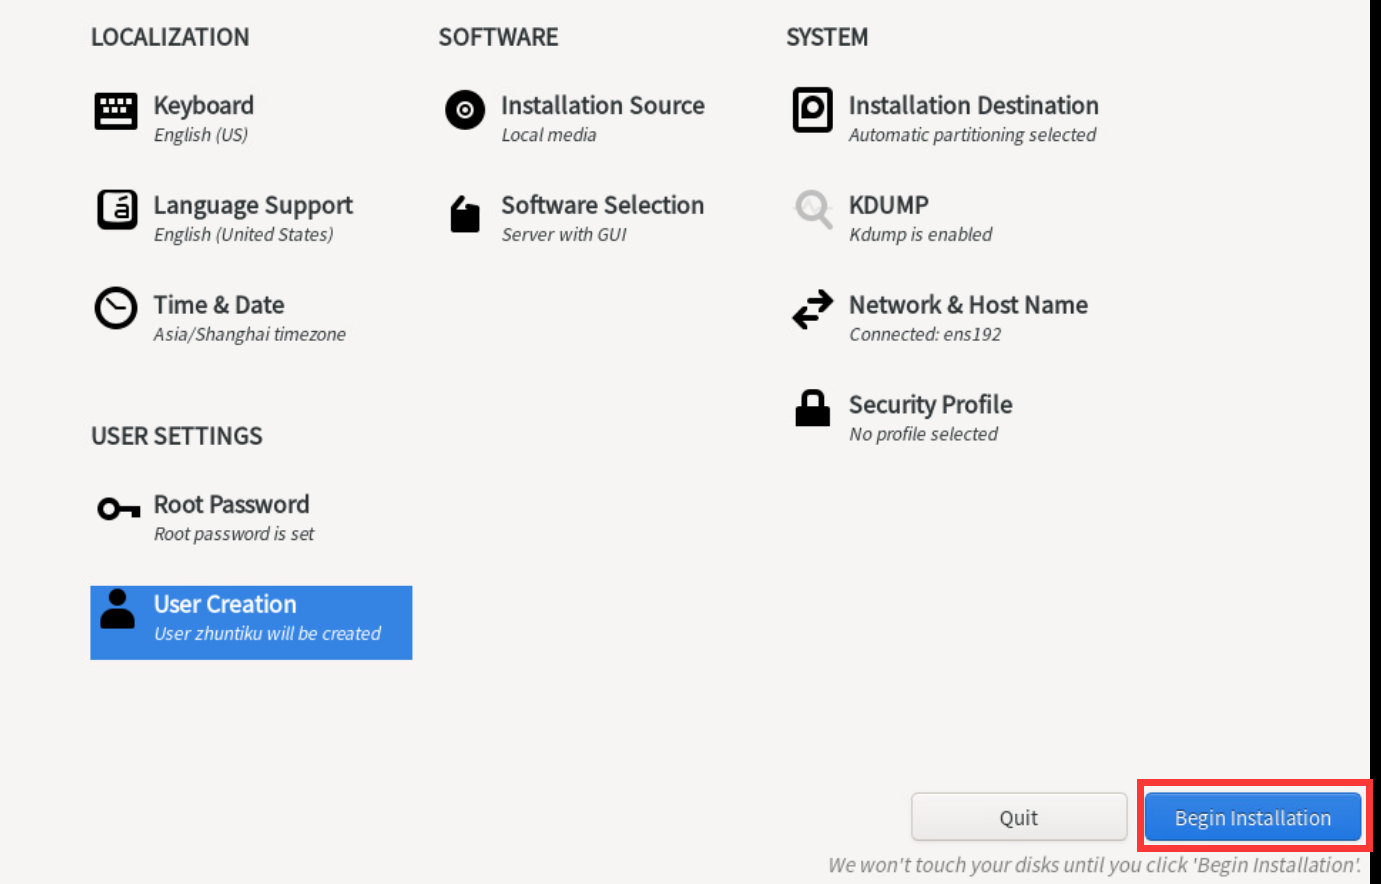 LOCALIZATION
Keyboard
English (US)
Language Support
English (United States)
Time & Date
Asia/Shanghai timezone
USER SETTINGS
Root Password
Root password is set
User Creation
User zhuntiku will be created
SOFTWARE
Installation Source
Local media
Software Selection
Server with GUI
SYSTEM
Installation Destination
Automatic partitioning selected
KDUMP
Kdump is enabled
Network & Host Name
Connected: ens192
Security Profile
No profile selected
Quit
Begin Installation
We won't touch your disks until you click 'Begin Installation'.